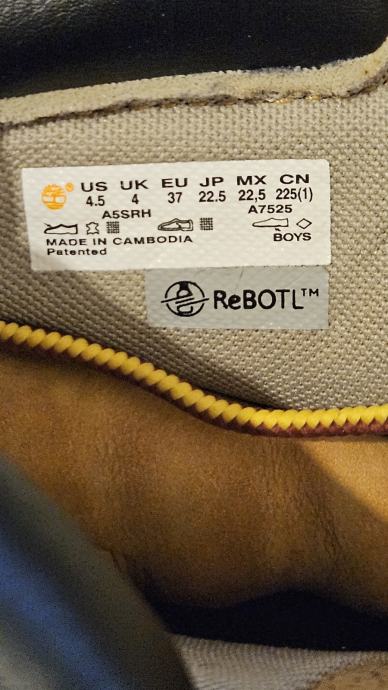 US UK EU JP MX CN
4.5 4 37 22.5 22,5 225(1)
A5SRH A7525
BOYS
MADE IN CAMBODIA
Patented
ReBOTL™